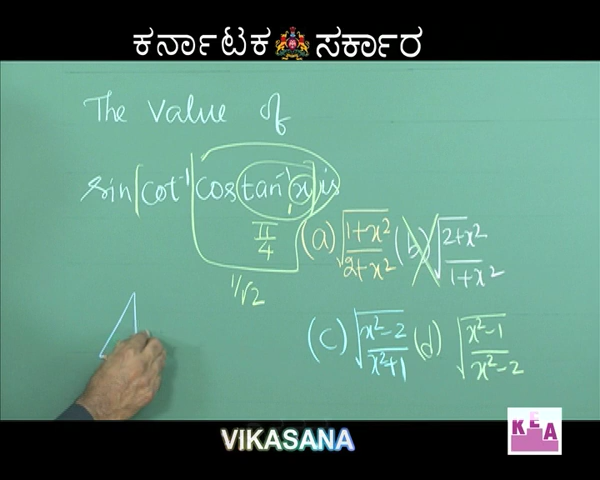 ಕರ್ನಾಟಕ ಸರ್ಕಾರ
The value of
sin[cot⁻¹{cos(tan⁻¹x)}] is
1
π/4
1/√2
(a) √((1+x²)/(2+x²)) (b) √((2+x²)/(1+x²))
(c) √((x²-2)/(x²+1)) (d) √((x²-1)/(x²-2))
VIKASANA
KEA